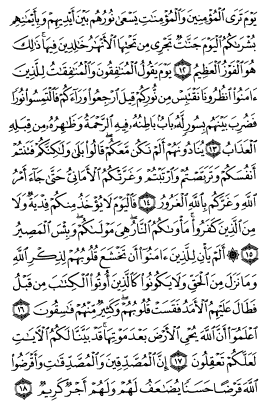 يَوْمَ تَرَى ٱلْمُؤْمِنِينَ وَٱلْمُؤْمِنَـٰتِ يَسْعَىٰ نُورُهُم بَيْنَ أَيْدِيهِمْ وَبِأَيْمَـٰنِهِم
بُشْرَىٰكُمُ ٱلْيَوْمَ جَنَّـٰتٌ تَجْرِى مِن تَحْتِهَا ٱلْأَنْهَـٰرُ خَـٰلِدِينَ فِيهَا ۚ ذَٰلِكَ
هُوَ ٱلْفَوْزُ ٱلْعَظِيمُ ١٢ يَوْمَ يَقُولُ ٱلْمُنَـٰفِقُونَ وَٱلْمُنَـٰفِقَـٰتُ لِلَّذِينَ
ءَامَنُوا۟ ٱنظُرُونَا نَقْتَبِسْ مِن نُّورِكُمْ قِيلَ ٱرْجِعُوا۟ وَرَآءَكُمْ فَٱلْتَمِسُوا۟ نُورًا
فَضُرِبَ بَيْنَهُم بِسُورٍ لَّهُۥ بَابٌۢ بَاطِنُهُۥ فِيهِ ٱلرَّحْمَةُ وَظَـٰهِرُهُۥ مِن قِبَلِهِ
ٱلْعَذَابُ ١٣ يُنَادُونَهُمْ أَلَمْ نَكُن مَّعَكُمْ ۖ قَالُوا۟ بَلَىٰ وَلَـٰكِنَّكُمْ فَتَنتُمْ
أَنفُسَكُمْ وَتَرَبَّصْتُمْ وَٱرْتَبْتُمْ وَغَرَّتْكُمُ ٱلْأَمَانِىُّ حَتَّىٰ جَآءَ أَمْرُ
ٱللَّهِ وَغَرَّكُم بِٱللَّهِ ٱلْغَرُورُ ١٤ فَٱلْيَوْمَ لَا يُؤْخَذُ مِنكُمْ فِدْيَةٌ وَلَا
مِنَ ٱلَّذِينَ كَفَرُوا۟ ۚ مَأْوَىٰكُمُ ٱلنَّارُ ۖ هِىَ مَوْلَىٰكُمْ ۖ وَبِئْسَ ٱلْمَصِيرُ
١٥ ۞ أَلَمْ يَأْنِ لِلَّذِينَ ءَامَنُوٓا۟ أَن تَخْشَعَ قُلُوبُهُمْ لِذِكْرِ ٱللَّهِ
وَمَا نَزَلَ مِنَ ٱلْحَقِّ وَلَا يَكُونُوا۟ كَٱلَّذِينَ أُوتُوا۟ ٱلْكِتَـٰبَ مِن قَبْلُ
فَطَالَ عَلَيْهِمُ ٱلْأَمَدُ فَقَسَتْ قُلُوبُهُمْ ۖ وَكَثِيرٌ مِّنْهُمْ فَـٰسِقُونَ ١٦
ٱعْلَمُوٓا۟ أَنَّ ٱللَّهَ يُحْىِ ٱلْأَرْضَ بَعْدَ مَوْتِهَا ۚ قَدْ بَيَّنَّا لَكُمُ ٱلْـَٔايَـٰتِ
لَعَلَّكُمْ تَعْقِلُونَ ١٧ إِنَّ ٱلْمُصَّدِّقِينَ وَٱلْمُصَّدِّقَـٰتِ وَأَقْرَضُوا۟
ٱللَّهَ قَرْضًا حَسَنًا يُضَـٰعَفُ لَهُمْ وَلَهُمْ أَجْرٌ كَرِيمٌ ١٨